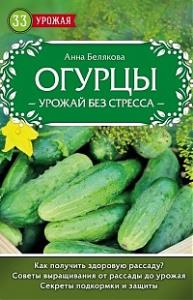 33 УРОЖАЯ
Анна Белякова
ОГУРЦЫ
– УРОЖАЙ БЕЗ СТРЕССА –
Как получить здоровую рассаду?
Советы выращивания от рассады до урожая
Секреты подкормки и защиты